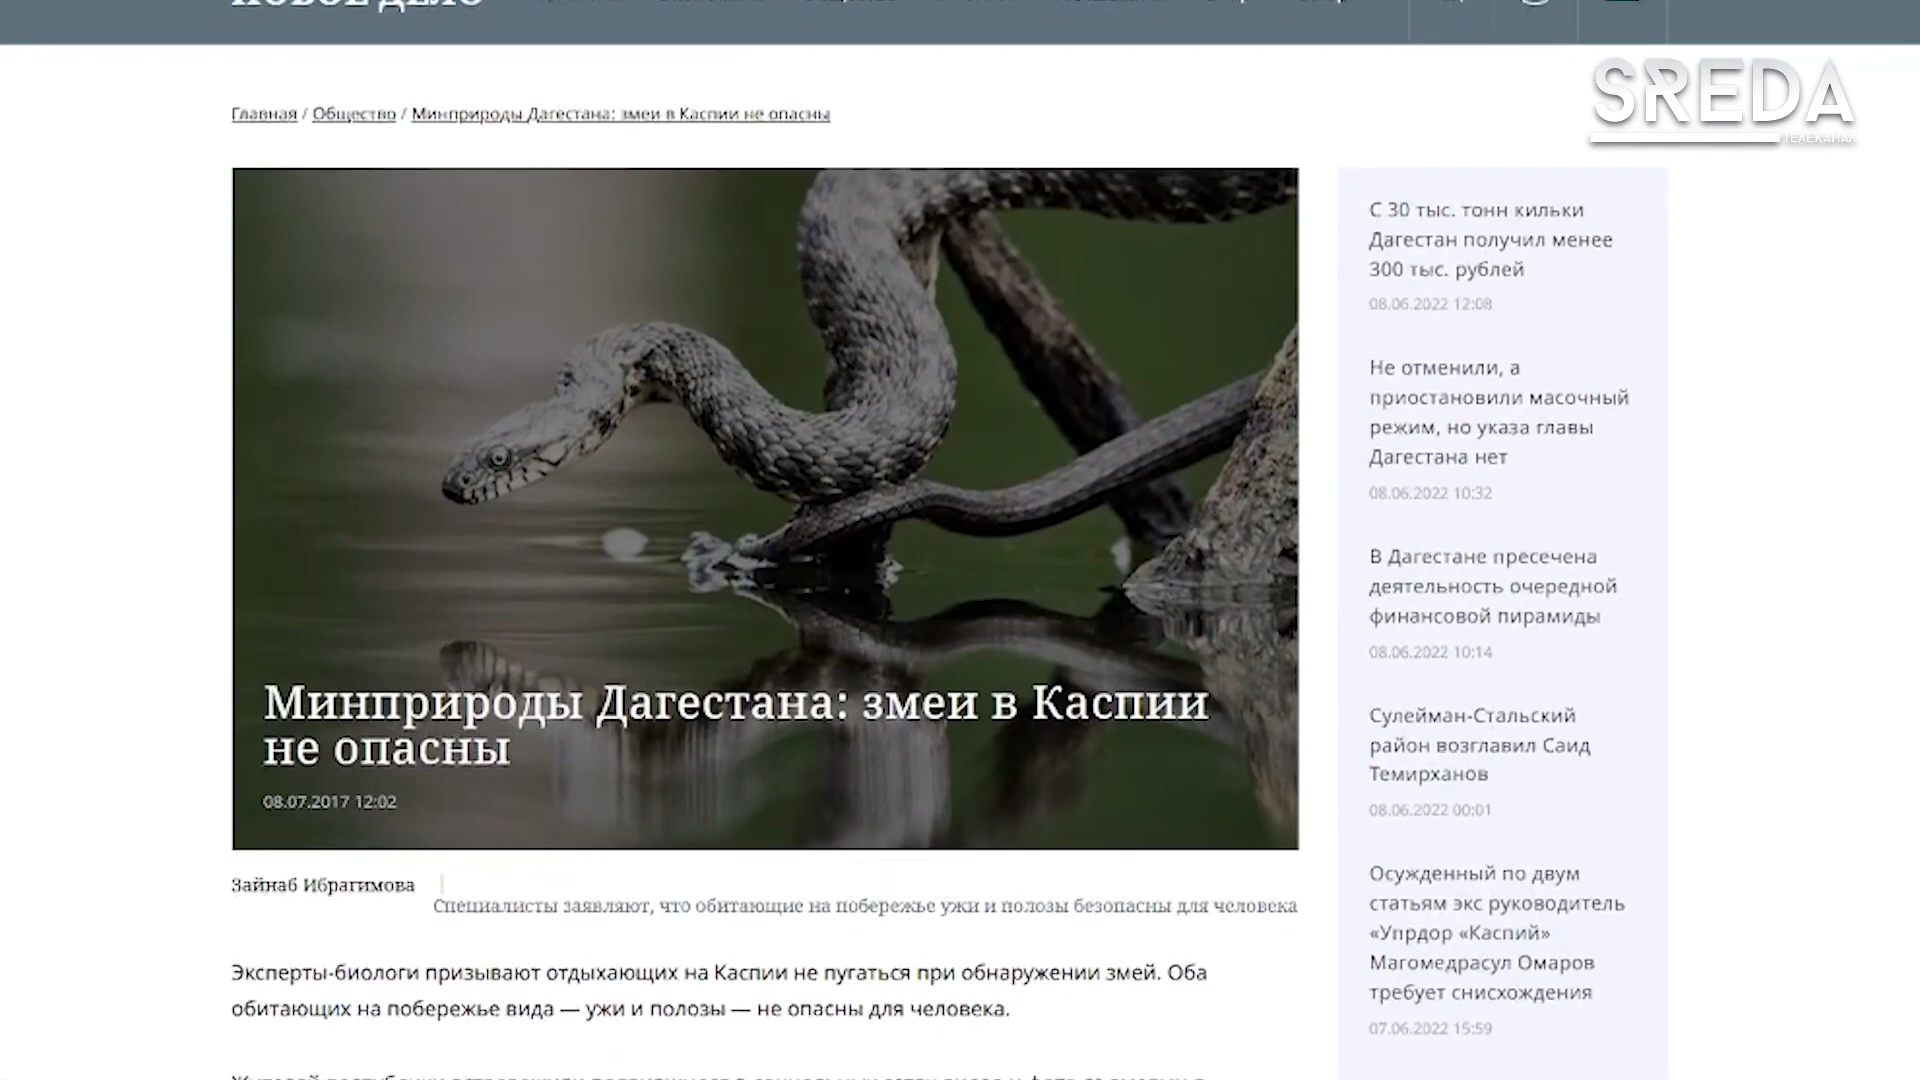 НОВОЕ ДЕЛО
SREDA
ТЕЛЕКАНАЛ
Главная / Общество / Минприроды Дагестана: змеи в Каспии не опасны
Минприроды Дагестана: змеи в Каспии
не опасны
08.07.2017 12:02
Зайнаб Ибрагимова
Специалисты заявляют, что обитающие на побережье ужи и полозы безопасны для человека
Эксперты-биологи призывают отдыхающих на Каспии не пугаться при обнаружении змей. Оба
обитающих на побережье вида — ужи и полозы — не опасны для человека.
С 30 тыс. тонн кильки
Дагестан получил менее
300 тыс. рублей
08.06.2022 12:08
Не отменили, а
приостановили масочный
режим, но указа главы
Дагестана нет
08.06.2022 10:32
В Дагестане пресечена
деятельность очередной
финансовой пирамиды
08.06.2022 10:14
Сулейман-Стальский
район возглавил Саид
Темирханов
08.06.2022 00:01
Осужденный по двум
статьям экс руководитель
«Упрдор «Каспий»
Магомедрасул Омаров
требует снисхождения
07.06.2022 15:59